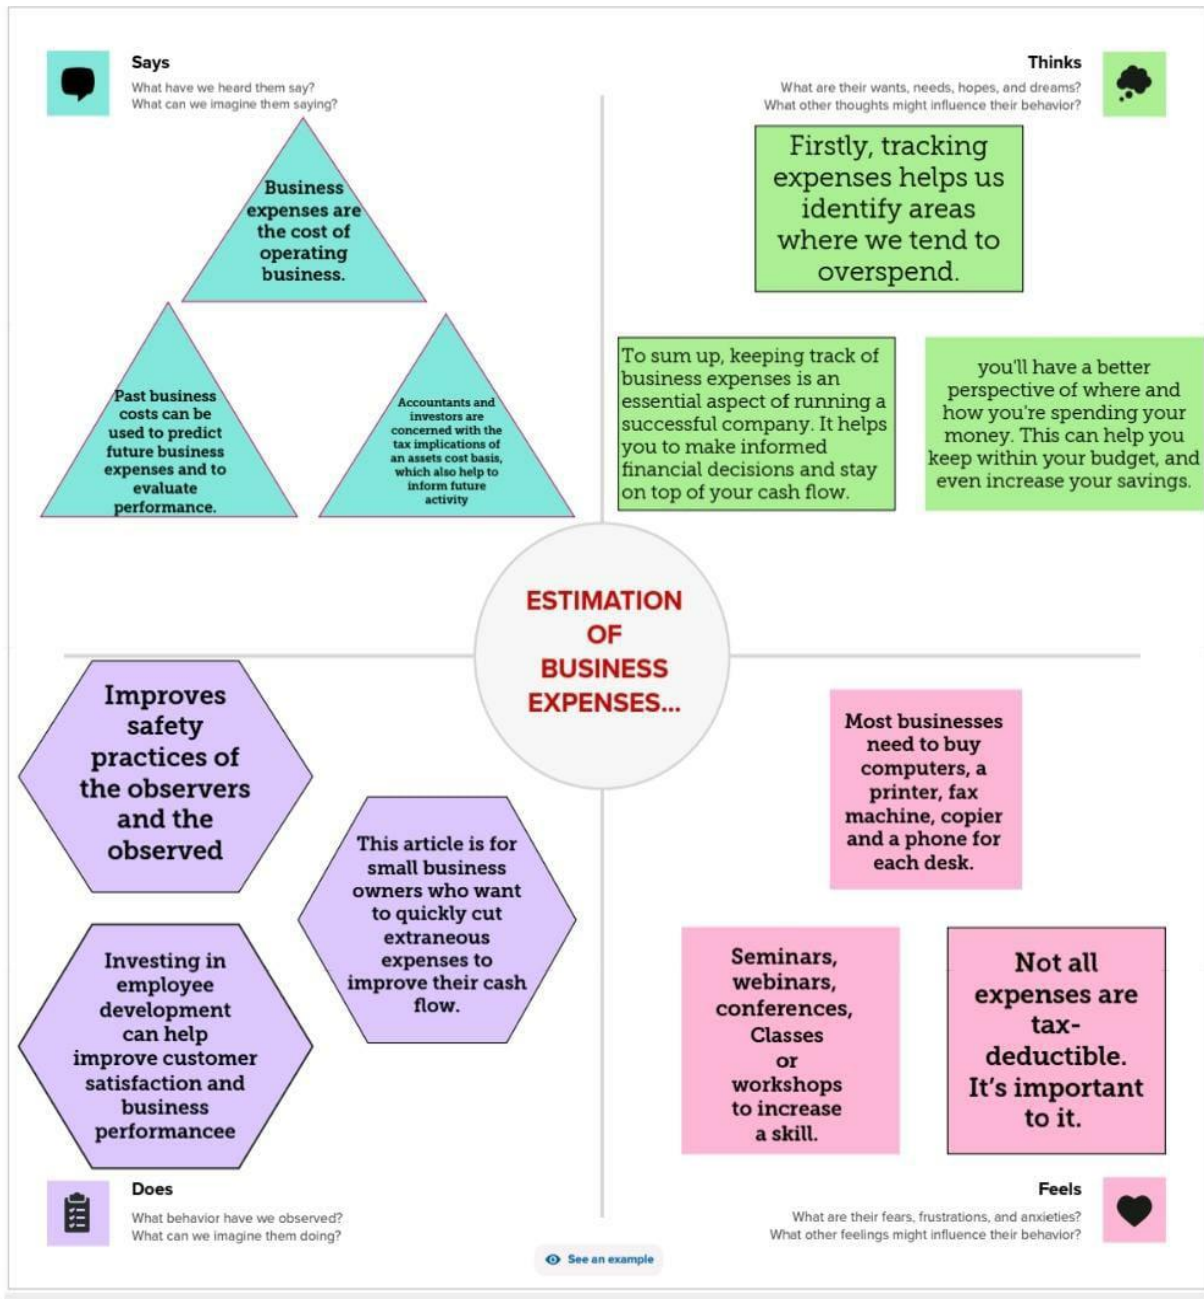 Says
What have we heard them say?
What can we imagine them saying?
Business
expenses are
the cost of
operating
business.
Past business
costs can be
used to predict
future business
expenses and to
evaluate
performance.
Accountants and
investors are
concerned with the
tax implications of
an assets cost basis,
which also help to
inform future
activity
Thinks
What are their wants, needs, hopes, and dreams?
What other thoughts might influence their behavior?
Firstly, tracking
expenses helps us
identify areas
where we tend to
overspend.
To sum up, keeping track of
business expenses is an
essential aspect of running a
successful company. It helps
you to make informed
financial decisions and stay
on top of your cash flow.
you'll have a better
perspective of where and
how you're spending your
money. This can help you
keep within your budget, and
even increase your savings.
ESTIMATION
OF
BUSINESS
EXPENSES...
Improves
safety
practices of
the observers
and the
observed
This article is for
small business
owners who want
to quickly cut
extraneous
expenses to
improve their cash
flow.
Investing in
employee
development
can help
improve customer
satisfaction and
business
performancee
Does
What behavior have we observed?
What can we imagine them doing?
Most businesses
need to buy
computers, a
printer, fax
machine, copier
and a phone for
each desk.
Seminars,
webinars,
conferences,
Classes
or
workshops
to increase
a skill.
Not all
expenses are
tax-
deductible.
It's important
to it.
Feels
What are their fears, frustrations, and anxieties?
What other feelings might influence their behavior?
See an example